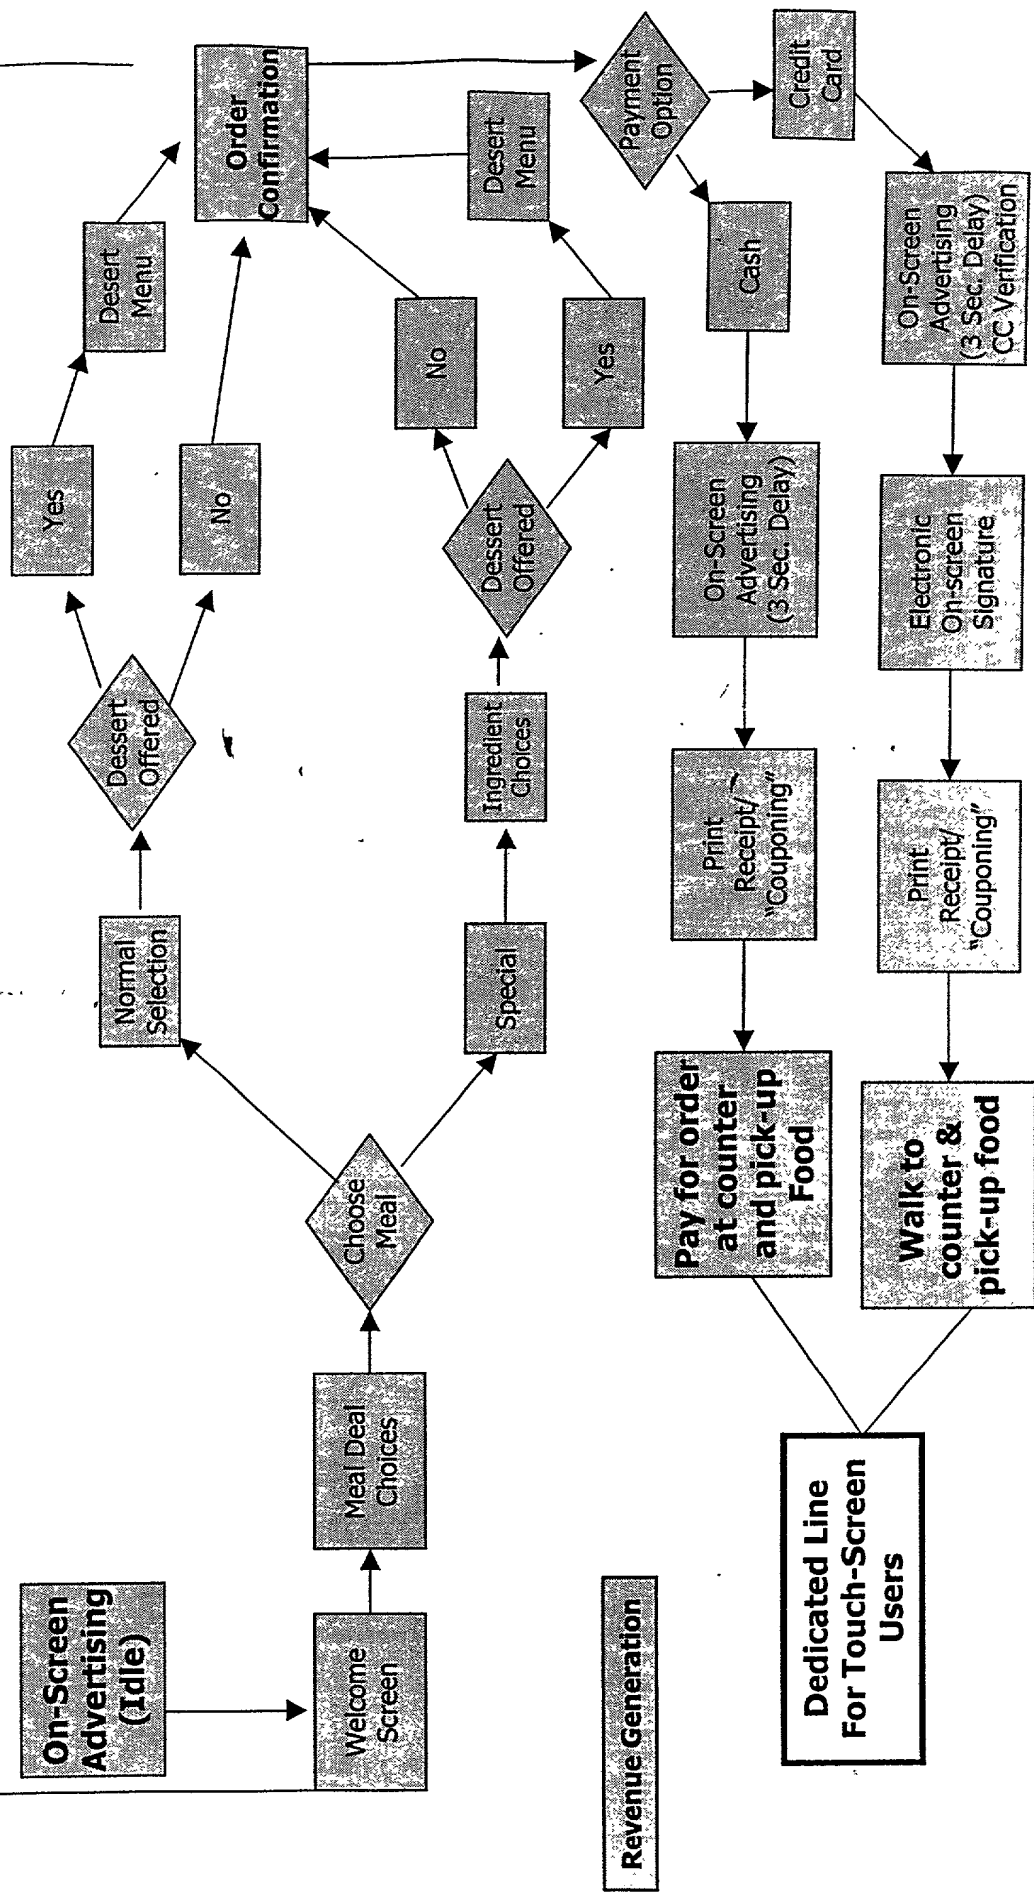 On-Screen
Advertising
(Idle)
Welcome
Screen
Meal Deal
Choices
Choose
Meal
Normal
Selection
Dessert
Offered
Yes
Desert
Menu
No
Order
Confirmation
Special
Ingredient
Choices
Dessert
Offered
No
Yes
Desert
Menu
Payment
Option
Cash
On-Screen
Advertising
(3 Sec. Delay)
Print
Receipt/
"Couponing"
Pay for order
at counter
and pick-up
Food
Credit
Card
On-Screen
Advertising
(3 Sec. Delay)
CC Verification
Electronic
On-screen
Signature
Print
Receipt/
"Couponing"
Walk to
counter &
pick-up food
Revenue Generation
Dedicated Line
For Touch-Screen
Users